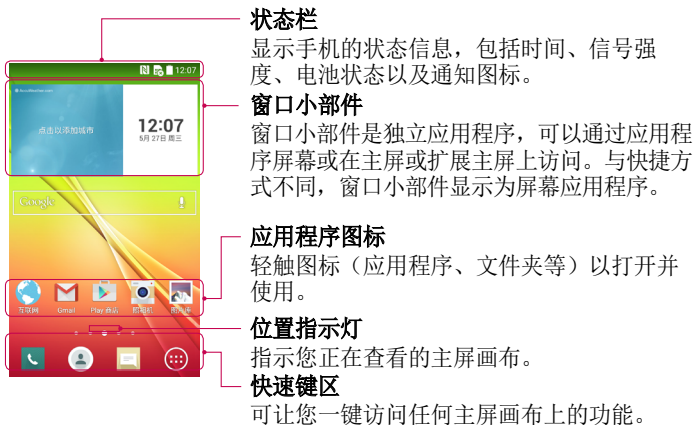 状态栏
显示手机的状态信息，包括时间、信号强
度、电池状态以及通知图标。
窗口小部件
窗口小部件是独立应用程序，可以通过应用程
序屏幕或在主屏或扩展主屏上访问。与快捷方
式不同，窗口小部件显示为屏幕应用程序。
应用程序图标
轻触图标（应用程序、文件夹等）以打开并
使用。
位置指示灯
指示您正在查看的主屏画布。
快速键区
可让您一键访问任何主屏画布上的功能。
12:07
点击以添加城市
12:07
5月 27日 周三
Google
互联网
Gmail
Play 商店
照相机
图片库